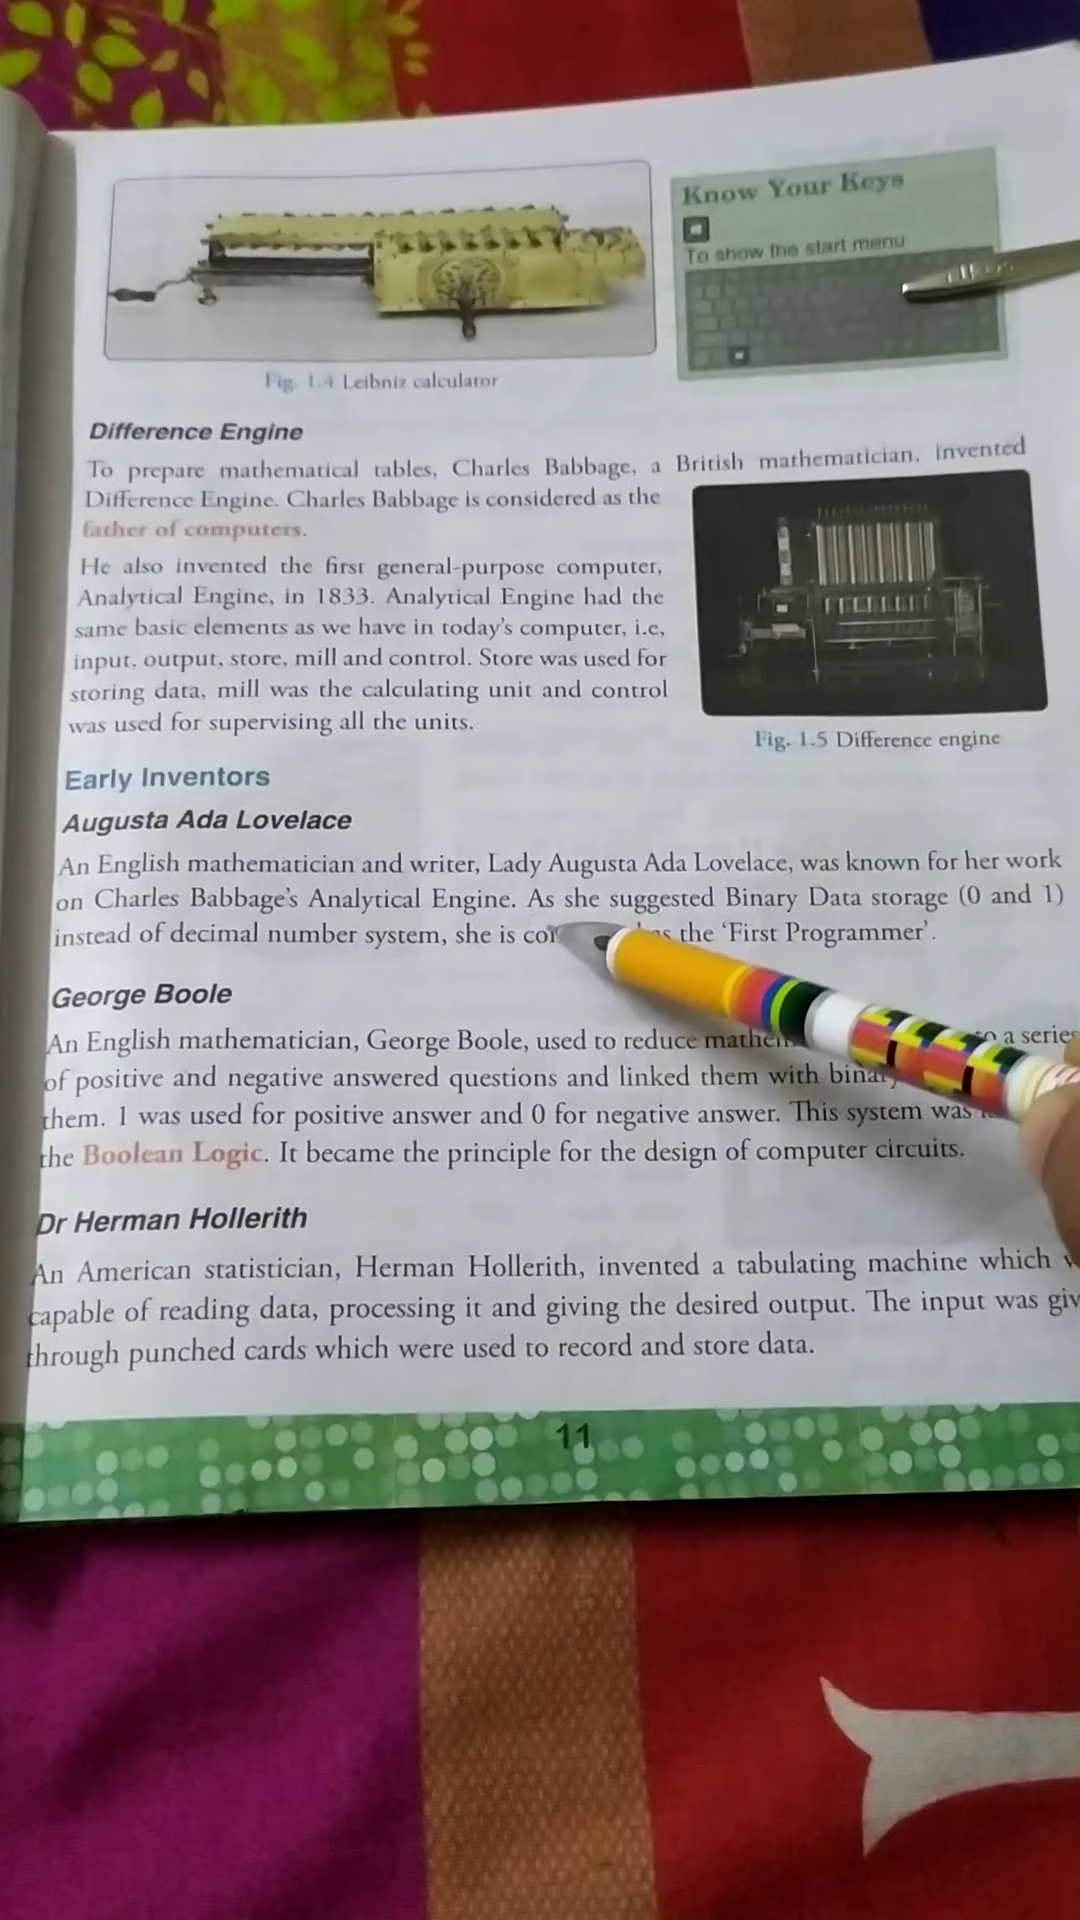 Know Your Keys
To show the start menu
Fig. 1.4 Leibniz calculator
Difference Engine
To prepare mathematical tables, Charles Babbage, a British mathematician, invented
Difference Engine. Charles Babbage is considered as the
father of computers.
He also invented the first general-purpose computer,
Analytical Engine, in 1833. Analytical Engine had the
same basic elements as we have in today's computer, i.e,
input, output, store, mill and control. Store was used for
storing data, mill was the calculating unit and control
was used for supervising all the units.
Fig. 1.5 Difference engine
Early Inventors
Augusta Ada Lovelace
An English mathematician and writer, Lady Augusta Ada Lovelace, was known for her work
on Charles Babbage's Analytical Engine. As she suggested Binary Data storage (0 and 1)
instead of decimal number system, she is the 'First Programmer'.
George Boole
An English mathematician, George Boole, used to reduce a
of positive and negative answered questions and linked them with
them. 1 was used for positive answer and 0 for negative answer. This system was
the Boolean Logic. It became the principle for the design of computer circuits.
Dr Herman Hollerith
An American statistician, Herman Hollerith, invented a tabulating machine which
capable of reading data, processing it and giving the desired output. The input was
through punched cards which were used to record and store data.
11